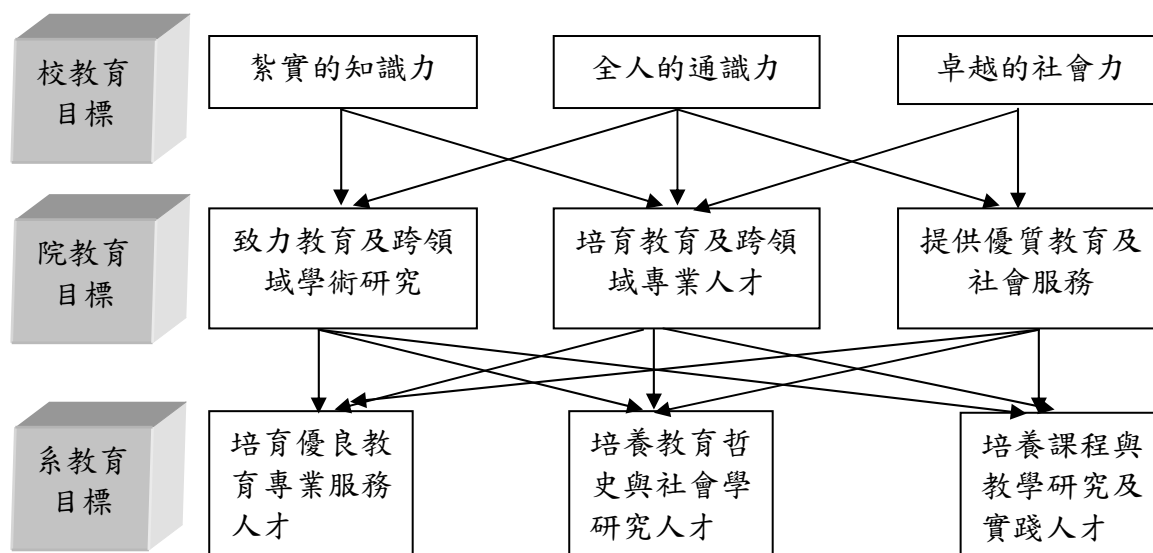 校教育
目標
紮實的知識力
全人的通識力
卓越的社會力
院教育
目標
致力教育及跨領
域學術研究
培育教育及跨領
域專業人才
提供優質教育及
社會服務
系教育
目標
培育優良教
育專業服務
人才
培養教育哲
史與社會學
研究人才
培養課程與
教學研究及
實踐人才